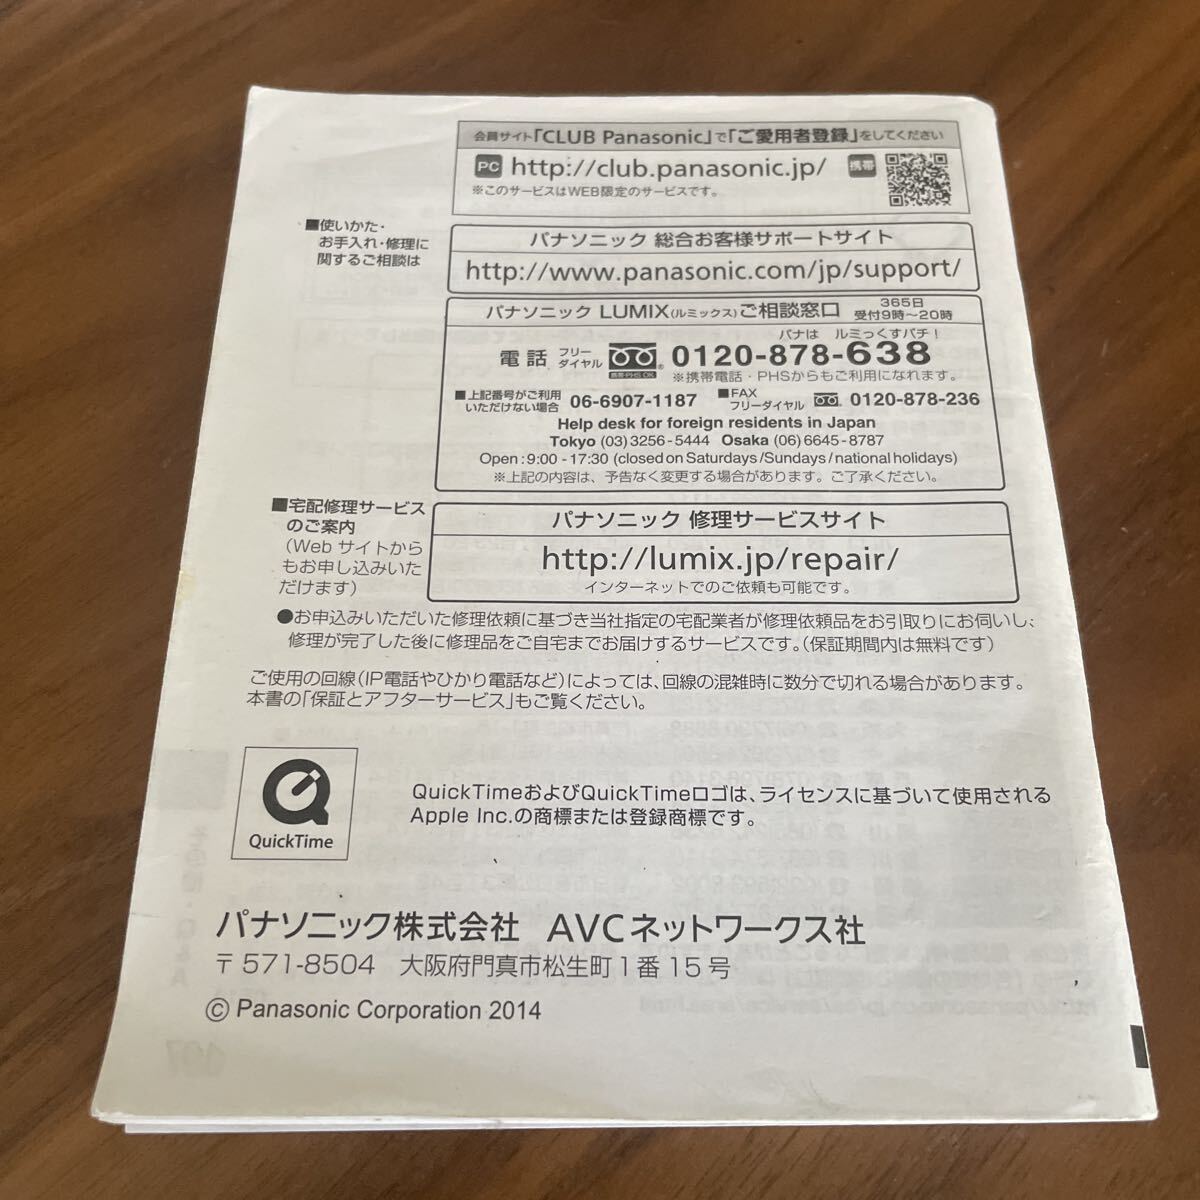 会員サイト「CLUB Panasonic」で「ご愛用者登録」をしてください
PC http://club.panasonic.jp/ 携帯
※このサービスはWEB限定のサービスです。
■使いかた・
お手入れ・修理に
関するご相談は
パナソニック 総合お客様サポートサイト
http://www.panasonic.com/jp/support/
パナソニック LUMIX(ルミックス)ご相談窓口 365日
受付9時～20時
パナは ルミっくすパチ!
電話 フリーダイヤル 0120-878-638
携帯・PHS OK
※携帯電話・PHSからもご利用になれます。
■上記番号がご利用いただけない場合 06-6907-1187 ■FAX フリーダイヤル 0120-878-236
Help desk for foreign residents in Japan
Tokyo (03) 3256-5444 Osaka (06) 6645-8787
Open : 9:00 - 17:30 (closed on Saturdays /Sundays / national holidays)
※上記の内容は、予告なく変更する場合があります。ご了承ください。
■宅配修理サービス
のご案内
(Web サイトから
もお申し込みいた
だけます)
パナソニック 修理サービスサイト
http://lumix.jp/repair/
インターネットでのご依頼も可能です。
●お申込みいただいた修理依頼に基づき当社指定の宅配業者が修理依頼品をお引取りにお伺いし、
修理が完了した後に修理品をご自宅までお届けするサービスです。(保証期間内は無料です)
ご使用の回線(IP電話やひかり電話など)によっては、回線の混雑時に数分で切れる場合があります。
本書の「保証とアフターサービス」もご覧ください。
QuickTime
QuickTimeおよびQuickTimeロゴは、ライセンスに基づいて使用される
Apple Inc.の商標または登録商標です。
パナソニック株式会社 AVCネットワークス社
〒571-8504 大阪府門真市松生町1番15号
© Panasonic Corporation 2014